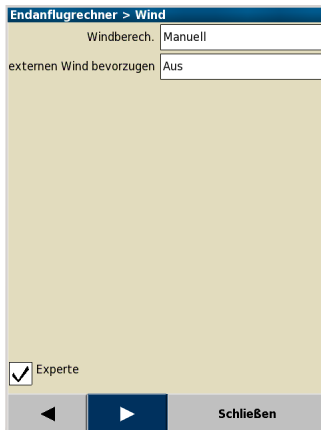 Endanflugrechner > Wind
Windberech. Manuell
externen Wind bevorzugen Aus
Experte
Schließen